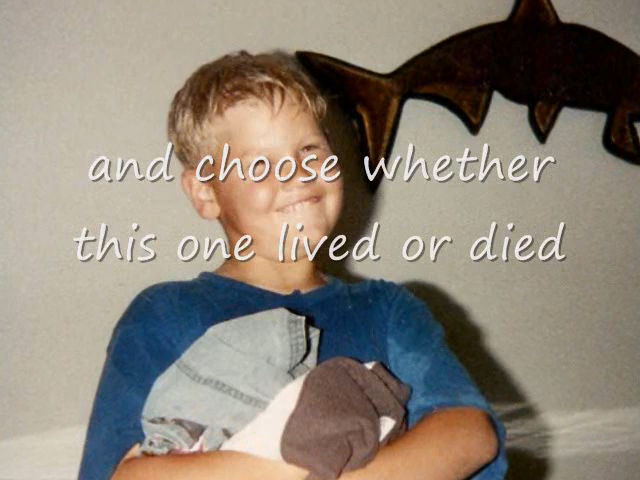 and choose whether
this one lived or died